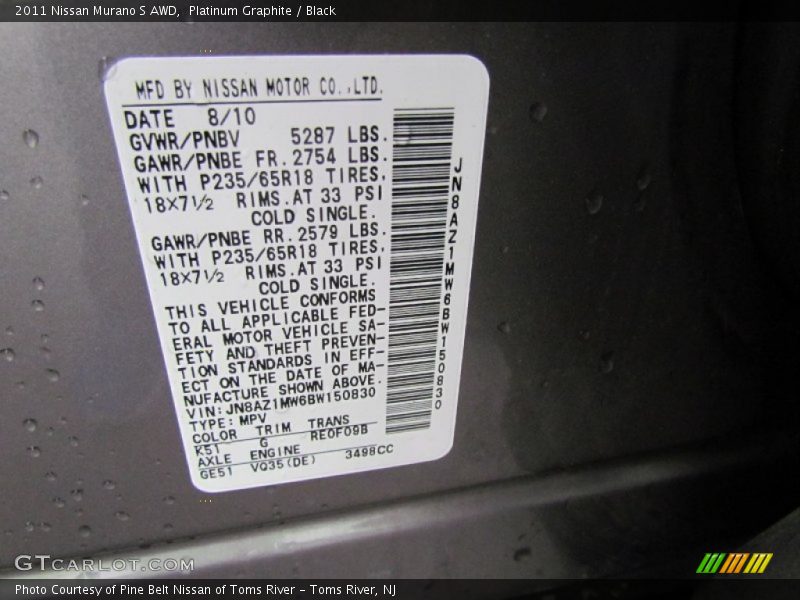 2011 Nissan Murano S AWD,  Platinum Graphite / Black
MFD BY NISSAN MOTOR CO.,LTD.
DATE 8/10
GVWR/PNBV 5287 LBS.
GAWR/PNBE FR. 2754 LBS.
WITH P235/65R18 TIRES,
18X7½ RIMS. AT 33 PSI
COLD SINGLE.
GAWR/PNBE RR. 2579 LBS.
WITH P235/65R18 TIRES,
18X7½ RIMS. AT 33 PSI
COLD SINGLE.
THIS VEHICLE CONFORMS
TO ALL APPLICABLE FED-
ERAL MOTOR VEHICLE SA-
FETY AND THEFT PREVEN-
TION STANDARDS IN EFF-
ECT ON THE DATE OF MA-
NUFACTURE SHOWN ABOVE.
VIN: JN8AZ1MW6BW150830
TYPE: MPV
COLOR TRIM TRANS
K51 G RE0F09B
AXLE ENGINE
GE51 VQ35(DE) 3498CC
JN8AZ1MW6BW150830
GTCARLOT.COM
Photo Courtesy of Pine Belt Nissan of Toms River – Toms River, NJ